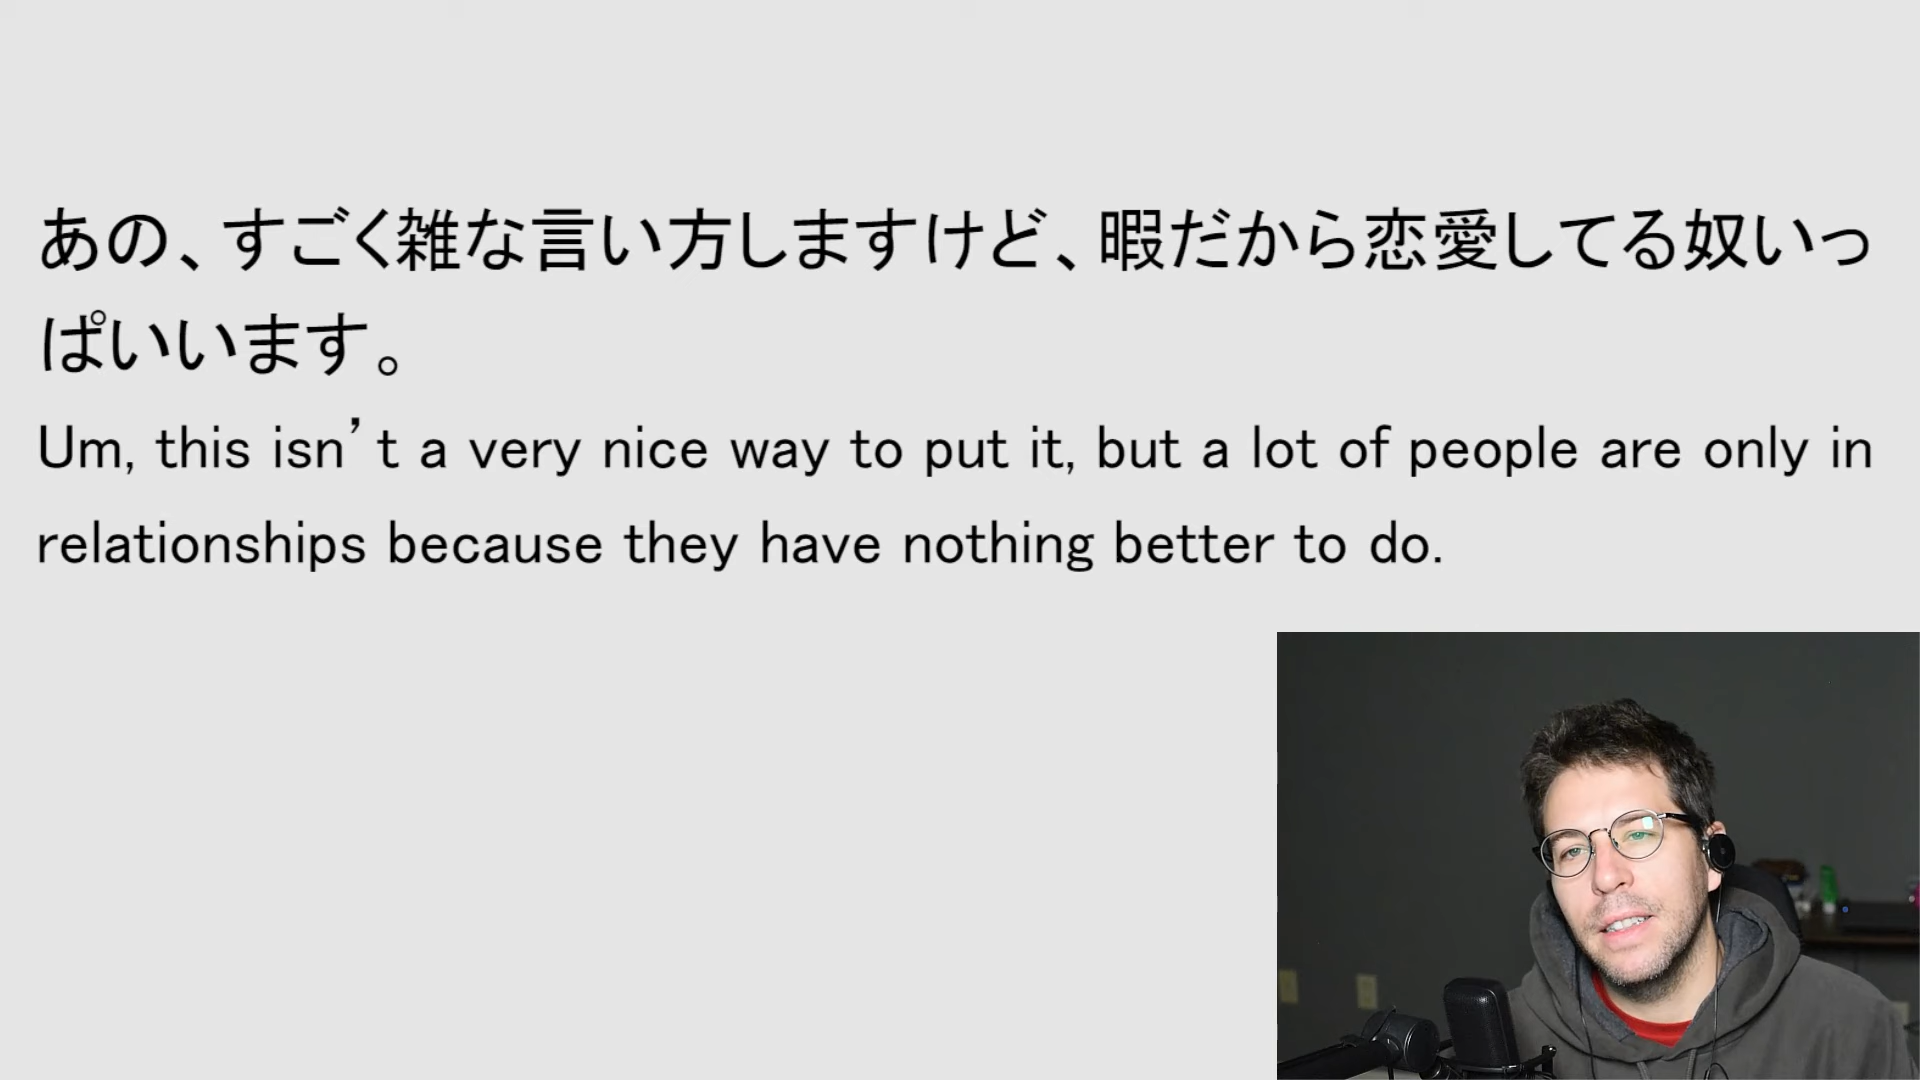 あの、すごく雑な言い方しますけど、暇だから恋愛してる奴いっ
ぱいいます。
Um, this isn’t a very nice way to put it, but a lot of people are only in
relationships because they have nothing better to do.